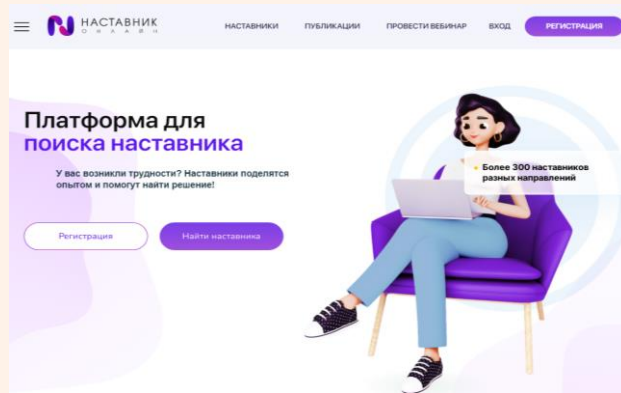 НАСТАВНИК
ОНЛАЙН
НАСТАВНИКИ
ПУБЛИКАЦИИ
ПРОВЕСТИ ВЕБИНАР
ВХОД
РЕГИСТРАЦИЯ
Платформа для
поиска наставника
У вас возникли трудности? Наставники поделятся
опытом и помогут найти решение!
Более 300 наставников
разных направлений
Регистрация
Найти наставника